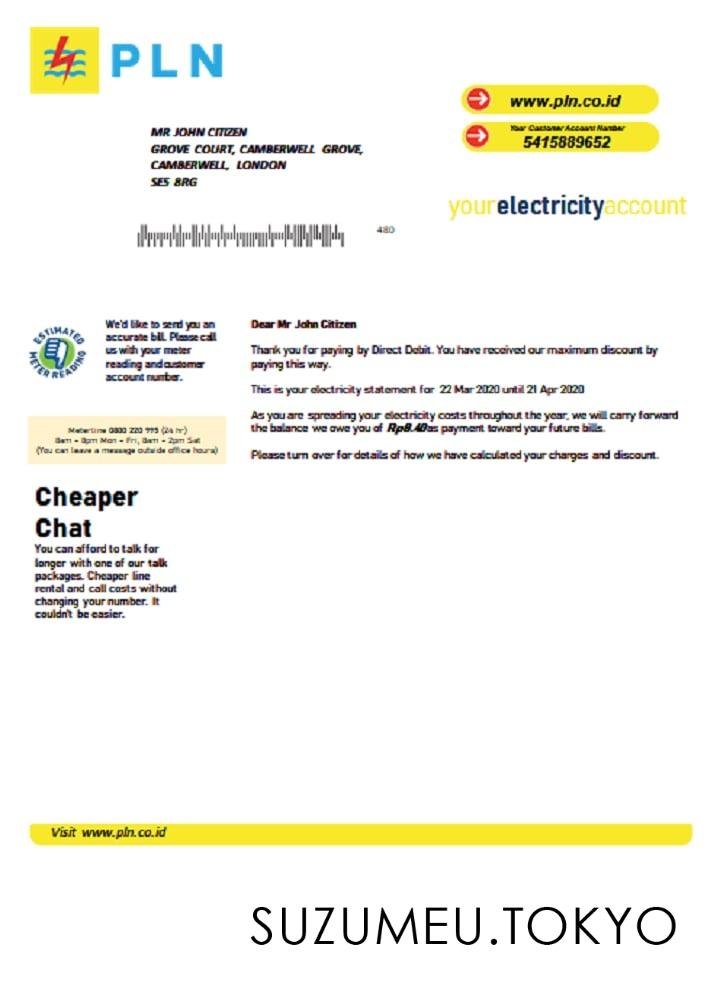 PLN
www.pln.co.id
Your Customer Account Number
5415889652
MR JOHN CITIZEN
GROVE COURT, CAMBERWELL GROVE,
CAMBERWELL, LONDON
SE5 8RG
480
yourelectricityaccount
ESTIMATED
METER READING
We'd like to send you an
accurate bill. Please call
us with your meter
reading and customer
account number.
Meterline 0800 220 995 (24 hr)
8am - 8pm Mon - Fri, 8am - 2pm Sat
(You can leave a message outside office hours)
Cheaper
Chat
You can afford to talk for
longer with one of our talk
packages. Cheaper line
rental and call costs without
changing your number. It
couldn't be easier.
Dear Mr John Citizen
Thank you for paying by Direct Debit. You have received our maximum discount by
paying this way.
This is your electricity statement for 22 Mar 2020 until 21 Apr 2020
As you are spreading your electricity costs throughout the year, we will carry forward
the balance we owe you of Rp8.40as payment toward your future bills.
Please turn over for details of how we have calculated your charges and discount.
Visit www.pln.co.id
SUZUMEU.TOKYO